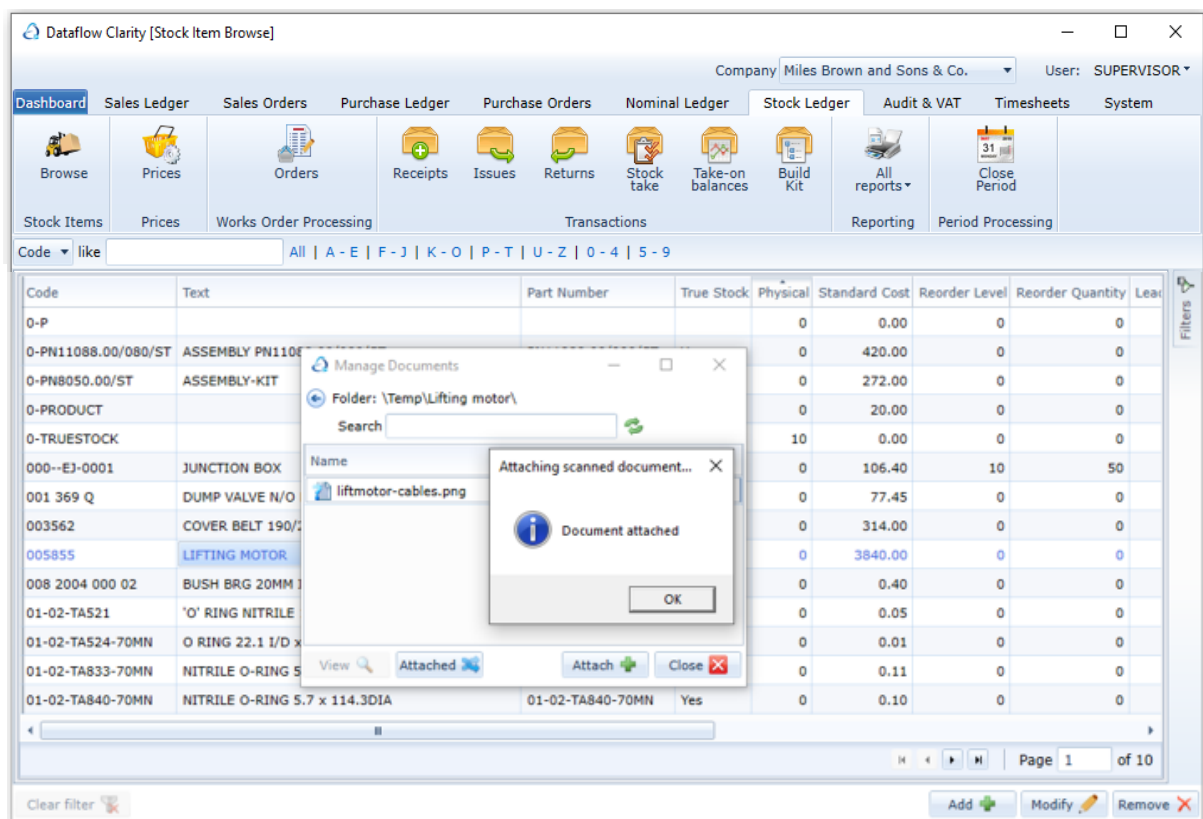 Dataflow Clarity [Stock Item Browse]
Company Miles Brown and Sons & Co. User: SUPERVISOR
Dashboard Sales Ledger Sales Orders Purchase Ledger Purchase Orders Nominal Ledger Stock Ledger Audit & VAT Timesheets System
31
Browse Prices Orders Receipts Issues Returns Stock take Take-on balances Build Kit All reports Close Period
Stock Items Prices Works Order Processing Transactions Reporting Period Processing
Code like All | A - E | F - J | K - O | P - T | U - Z | 0 - 4 | 5 - 9
Code Text Part Number True Stock Physical Standard Cost Reorder Level Reorder Quantity Lead
Filters
0-P 0 0.00 0 0
0-PN11088.00/080/ST ASSEMBLY 0 420.00 0 0
0-PN8050.00/ST ASSEMBLY-KIT 0 272.00 0 0
0-PRODUCT 0 20.00 0 0
0-TRUESTOCK 10 0.00 0 0
000--EJ-0001 JUNCTION BOX 0 106.40 10 50
001 369 Q DUMP VALVE N/O 0 77.45 0 0
003562 COVER BELT 190/ 0 314.00 0 0
005855 LIFTING MOTOR 0 3840.00 0 0
008 2004 000 02 BUSH BRG 20MM 0 0.40 0 0
01-02-TA521 'O' RING NITRILE 0 0.05 0 0
01-02-TA524-70MN O RING 22.1 I/D x 0 0.01 0 0
01-02-TA833-70MN NITRILE O-RING 5 0 0.11 0 0
01-02-TA840-70MN NITRILE O-RING 5.7 x 114.3DIA 01-02-TA840-70MN Yes 0 0.10 0 0
Manage Documents
Folder: \Temp\Lifting motor\
Search
Name
liftmotor-cables.png
View Attached Attach Close
Attaching scanned document...
Document attached
OK
Page 1 of 10
Clear filter Add Modify Remove